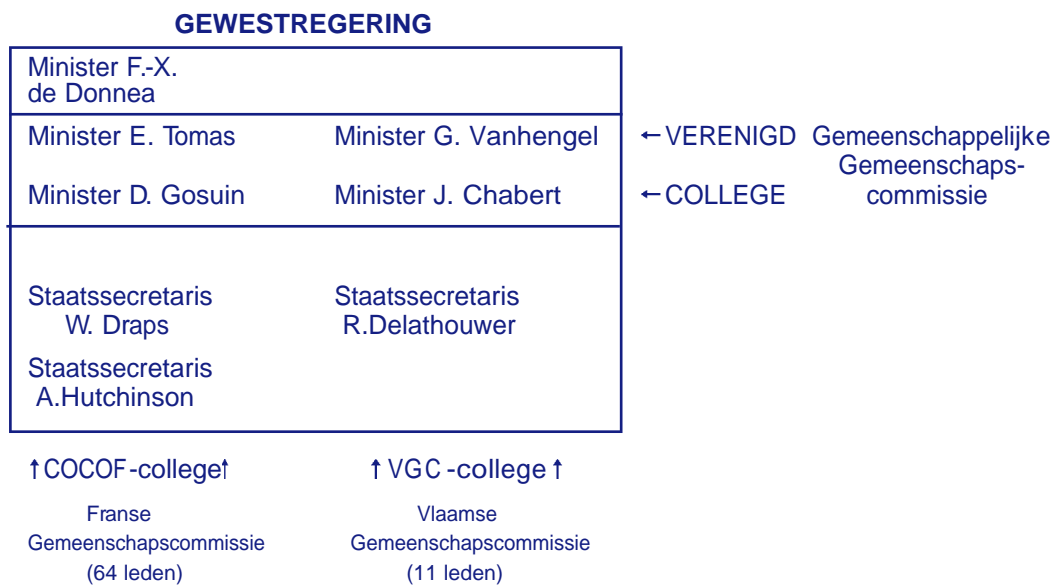 GEWESTREGERING
Minister F.-X.
de Donnea
Minister E. Tomas Minister G. Vanhengel ←VERENIGD Gemeenschappelijke
Gemeenschaps-
Minister D. Gosuin Minister J. Chabert ←COLLEGE commissie
Staatssecretaris Staatssecretaris
W. Draps R.Delathouwer
Staatssecretaris
A.Hutchinson
↑COCOF-college↑ ↑VGC-college↑
Franse Vlaamse
Gemeenschapscommissie Gemeenschapscommissie
(64 leden) (11 leden)